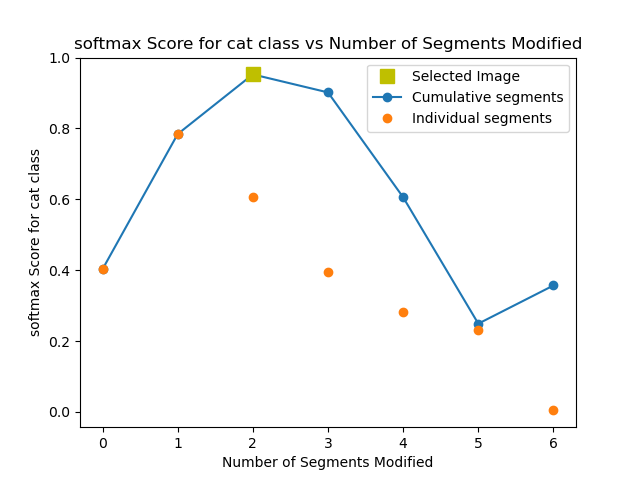 softmax Score for cat class vs Number of Segments Modified
softmax Score for cat class
1.0
0.8
0.6
0.4
0.2
0.0
Selected Image
Cumulative segments
Individual segments
0 1 2 3 4 5 6
Number of Segments Modified